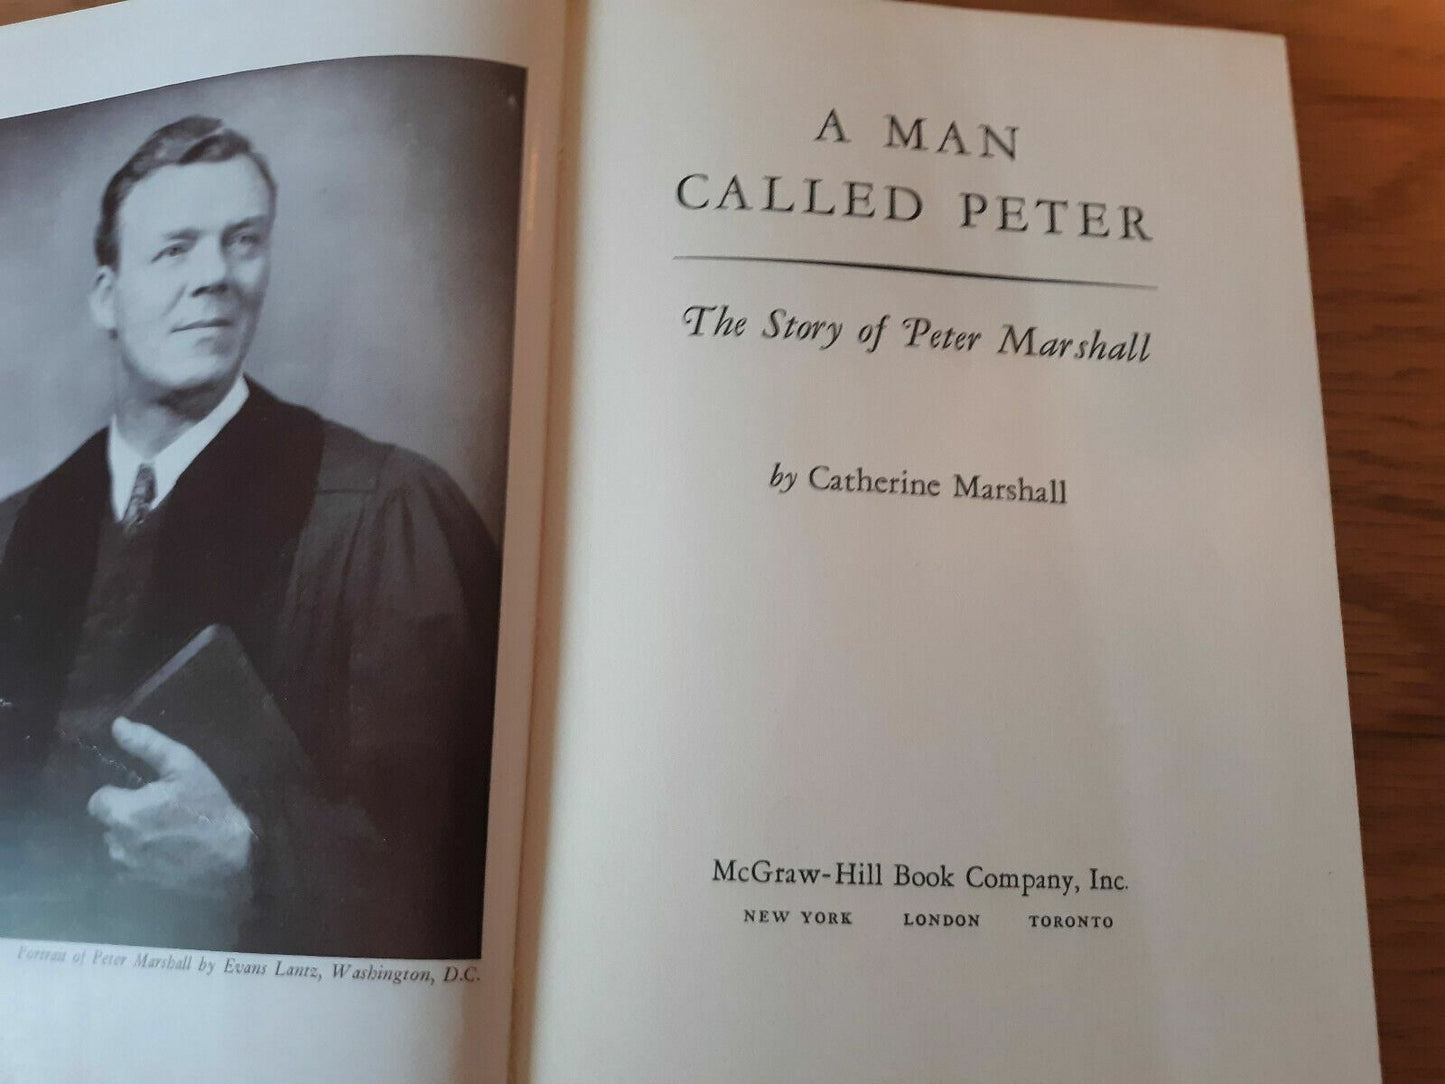 Portrait of Peter Marshall by Evans Lantz, Washington, D.C.
A MAN
CALLED PETER
The Story of Peter Marshall
by Catherine Marshall
McGraw-Hill Book Company, Inc.
NEW YORK LONDON TORONTO